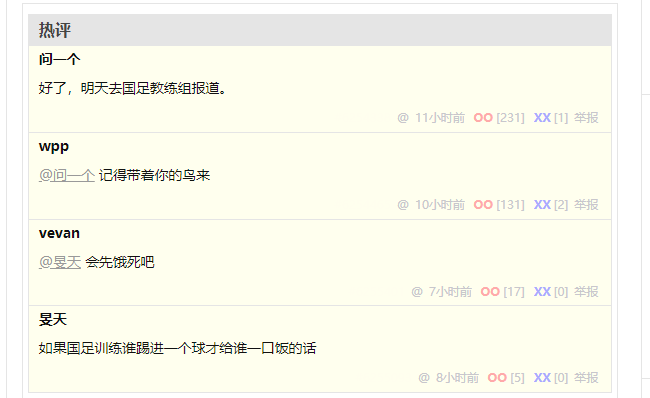 热评
问一个
好了，明天去国足教练组报道。
@ 11小时前 OO [231] XX [1] 举报
wpp
@问一个 记得带着你的鸟来
@ 10小时前 OO [131] XX [2] 举报
vevan
@旻天 会先饿死吧
@ 7小时前 OO [17] XX [0] 举报
旻天
如果国足训练谁踢进一个球才给谁一口饭的话
@ 8小时前 OO [5] XX [0] 举报